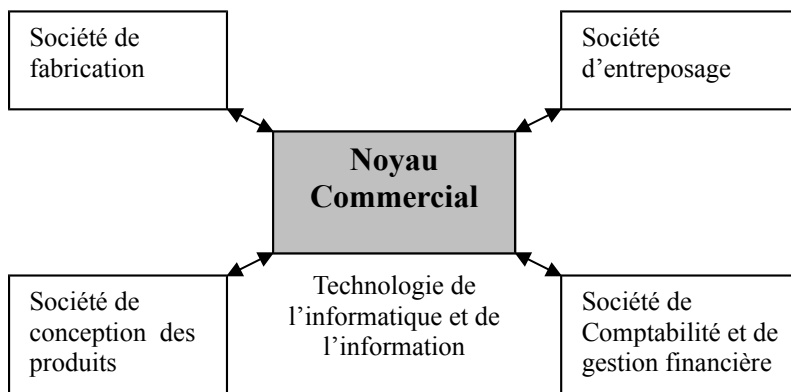 Société de
fabrication
Société
d’entreposage
Noyau
Commercial
Société de
conception des
produits
Technologie de
l’informatique et de
l’information
Société de
Comptabilité et de
gestion financière